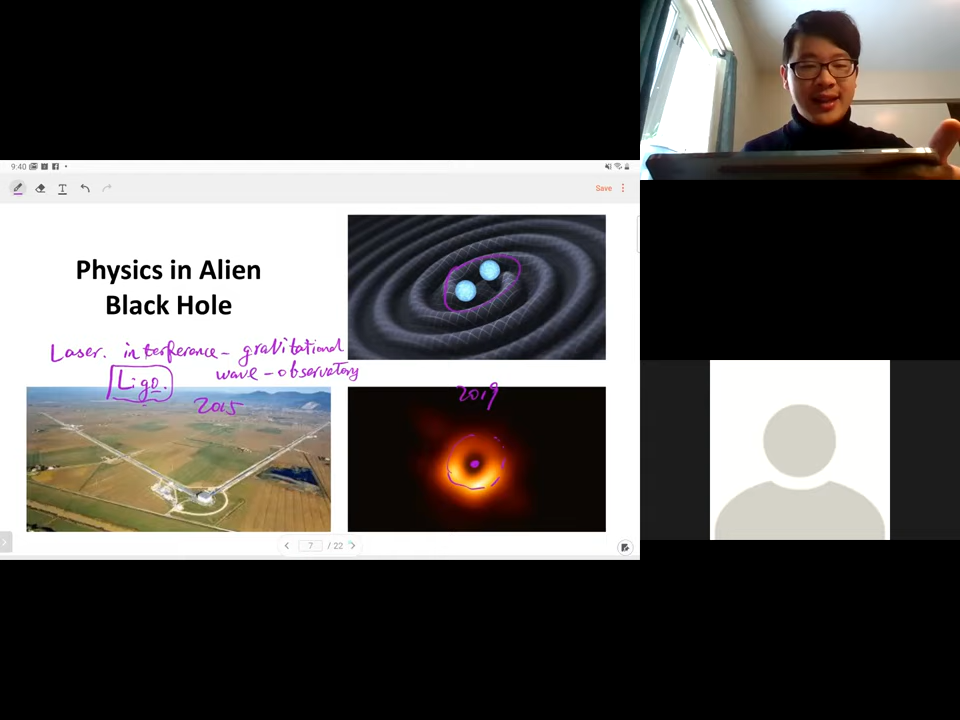 9:40
Save
Physics in Alien
Black Hole
Laser. interference - gravitational
wave - observatory
Ligo.
2015
2019
7 / 22